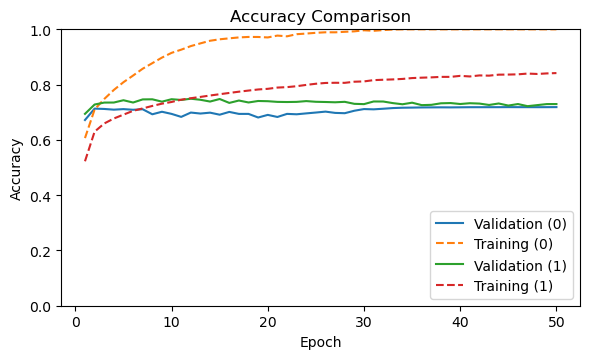 Accuracy Comparison
1.0
0.8
0.6
0.4
0.2
0.0
Accuracy
0 10 20 30 40 50
Epoch
Validation (0)
Training (0)
Validation (1)
Training (1)